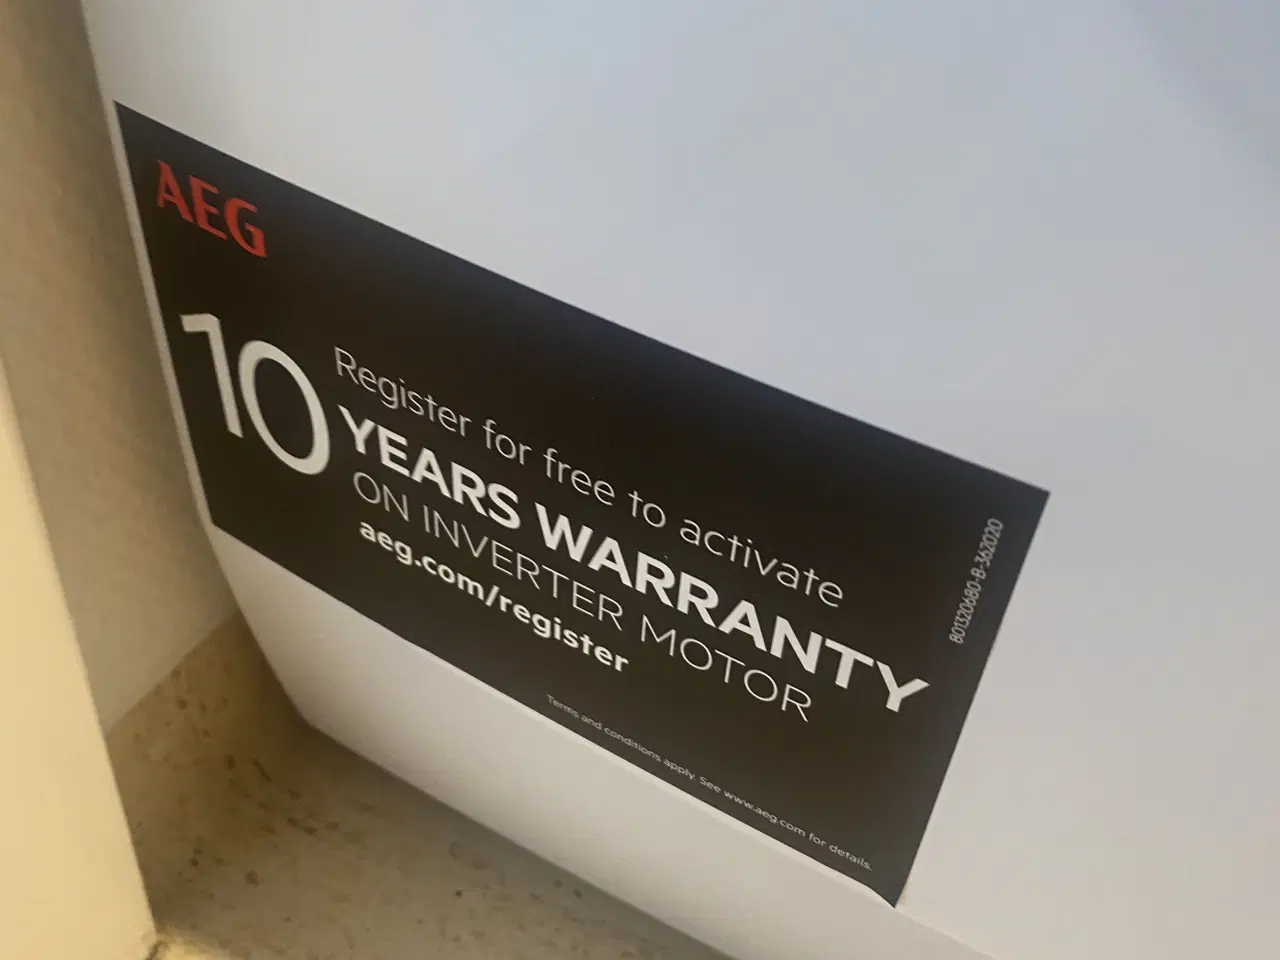 AEG
10
Register for free to activate
YEARS WARRANTY
ON INVERTER MOTOR
aeg.com/register
Terms and conditions apply. See www.aeg.com for details.
801320680-B-362020